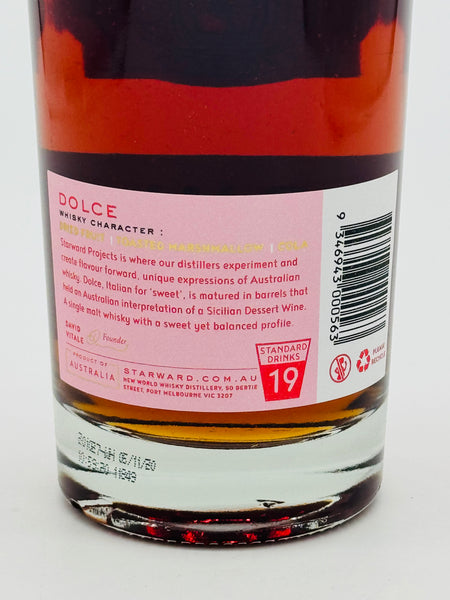 DOLCE
WHISKY CHARACTER :
DRIED FRUIT | TOASTED MARSHMALLOW | COLA
Starward Projects is where our distillers experiment and
create flavour forward, unique expressions of Australian
whisky. Dolce, Italian for 'sweet', is matured in barrels that
held an Australian interpretation of a Sicilian Dessert Wine.
A single malt whisky with a sweet yet balanced profile.
DAVID
VITALE
Founder
PRODUCT OF
AUSTRALIA
STARWARD.COM.AU
NEW WORLD WHISKY DISTILLERY, 50 BERTIE
STREET, PORT MELBOURNE VIC 3207
STANDARD
DRINKS
19
9 346943 000563
PLEASE
RECYCLE